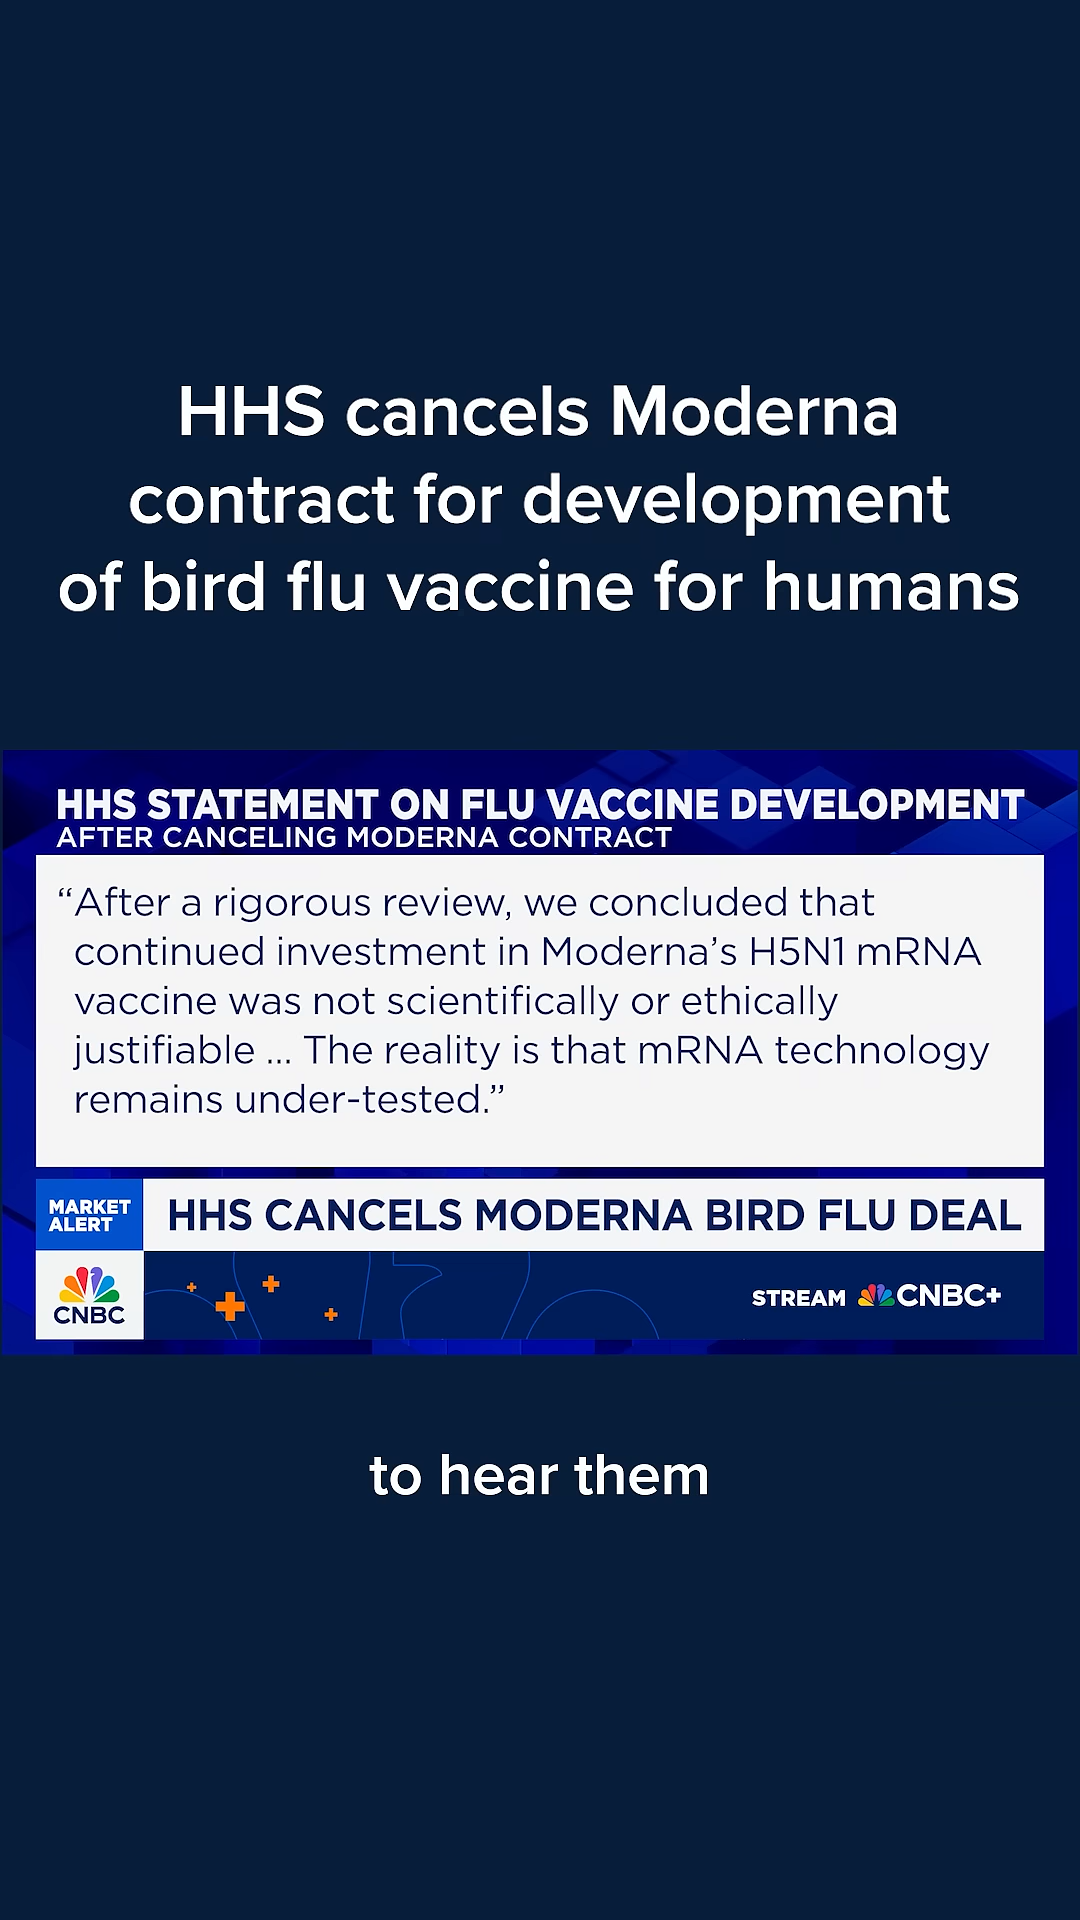 HHS cancels Moderna
contract for development
of bird flu vaccine for humans
HHS STATEMENT ON FLU VACCINE DEVELOPMENT
AFTER CANCELING MODERNA CONTRACT
“After a rigorous review, we concluded that
continued investment in Moderna’s H5N1 mRNA
vaccine was not scientifically or ethically
justifiable ... The reality is that mRNA technology
remains under-tested.”
MARKET
ALERT
HHS CANCELS MODERNA BIRD FLU DEAL
CNBC
STREAM CNBC+
to hear them